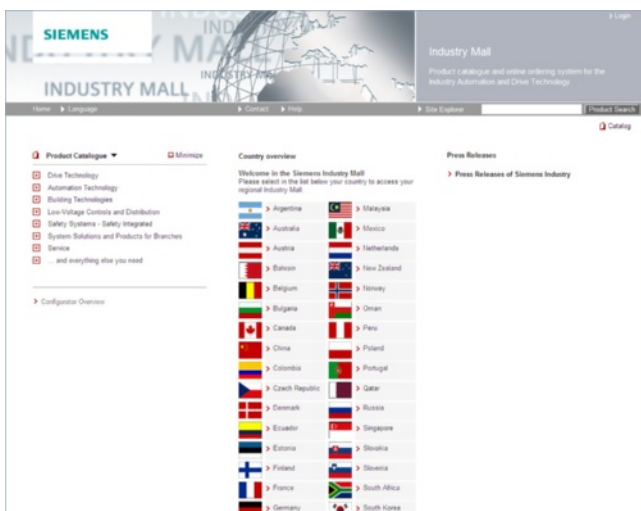 SIEMENS
INDUSTRY MALL
> Login
Industry Mall
Product catalogue and online ordering system for the
Industry Automation and Drive Technology
Home > Language > Contact > Help > Site Explorer Product Search
Catalog
Product Catalogue Minimize
Drive Technology
Automation Technology
Building Technologies
Low-Voltage Controls and Distribution
Safety Systems - Safety Integrated
System Solutions and Products for Branches
Service
... and everything else you need
> Configurator Overview
Country overview
Welcome in the Siemens Industry Mall
Please select in the list below your country to access your
regional Industry Mall.
> Argentina > Malaysia
> Australia > Mexico
> Austria > Netherlands
> Bahrain > New Zealand
> Belgium > Norway
> Bulgaria > Oman
> Canada > Peru
> China > Poland
> Colombia > Portugal
> Czech Republic > Qatar
> Denmark > Russia
> Ecuador > Singapore
> Estonia > Slovakia
> Finland > Slovenia
> France > South Africa
> Germany > South Korea
Press Releases
> Press Releases of Siemens Industry